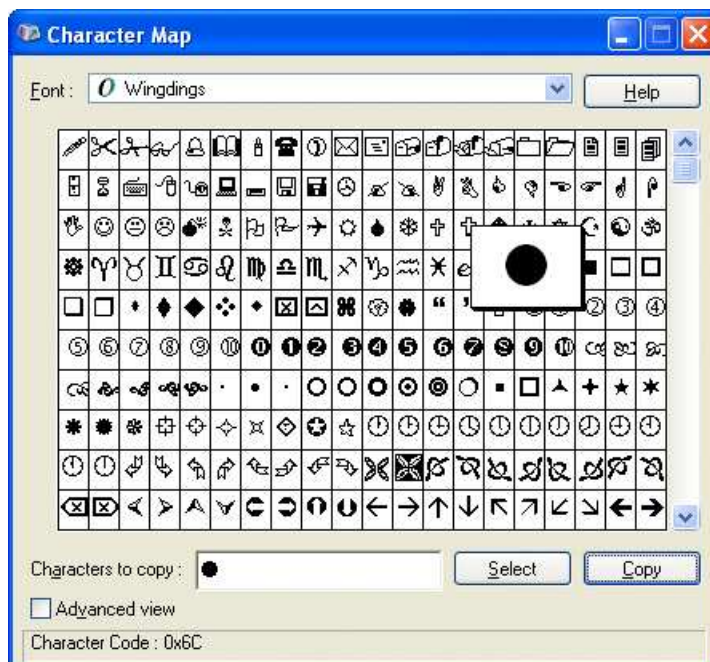 Character Map
Font : O Wingdings Help
Characters to copy : ● Select Copy
Advanced view
Character Code : 0x6C